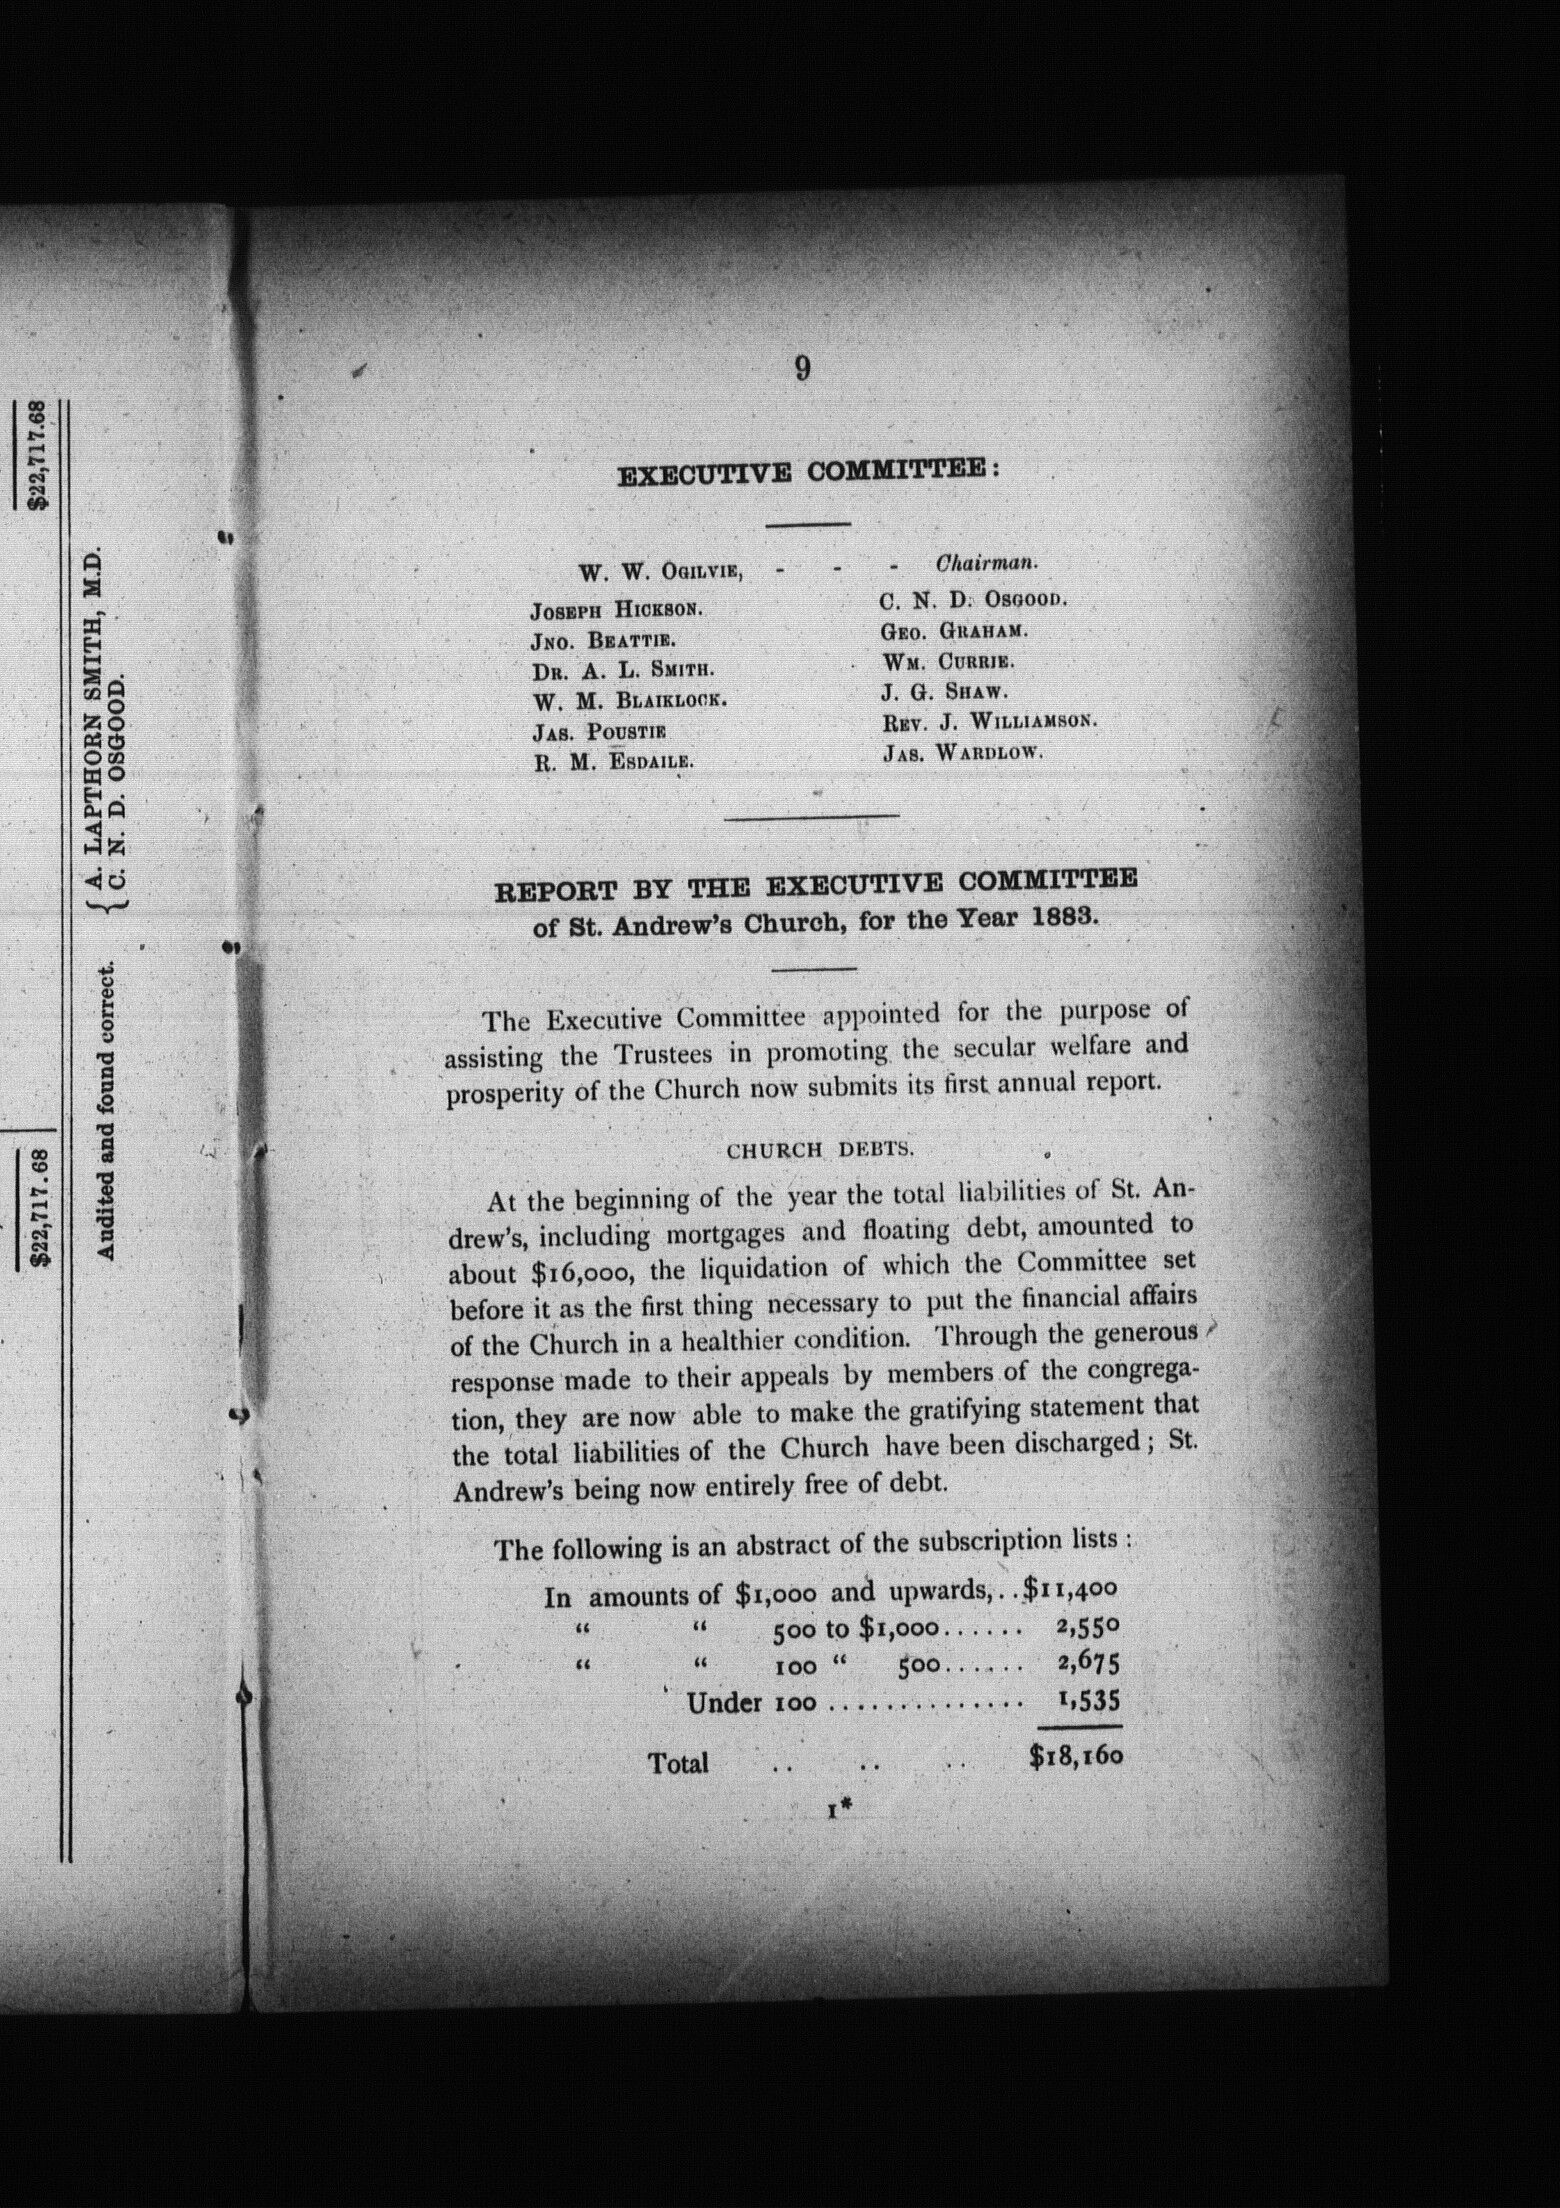 $22,717.68
$22,717.68
Audited and found correct. { A. LAPTHORN SMITH, M.D.
C. N. D. OSGOOD.
9
EXECUTIVE COMMITTEE:
W. W. OGILVIE, - - - Chairman.
JOSEPH HICKSON. C. N. D. OSGOOD.
JNO. BEATTIE. GEO. GRAHAM.
DR. A. L. SMITH. WM. CURRIE.
W. M. BLAIKLOCK. J. G. SHAW.
JAS. POUSTIE REV. J. WILLIAMSON.
R. M. ESDAILE. JAS. WARDLOW.
REPORT BY THE EXECUTIVE COMMITTEE
of St. Andrew's Church, for the Year 1883.
The Executive Committee appointed for the purpose of
assisting the Trustees in promoting the secular welfare and
prosperity of the Church now submits its first annual report.
CHURCH DEBTS.
At the beginning of the year the total liabilities of St. An-
drew's, including mortgages and floating debt, amounted to
about $16,000, the liquidation of which the Committee set
before it as the first thing necessary to put the financial affairs
of the Church in a healthier condition. Through the generous
response made to their appeals by members of the congrega-
tion, they are now able to make the gratifying statement that
the total liabilities of the Church have been discharged; St.
Andrew's being now entirely free of debt.
The following is an abstract of the subscription lists:
In amounts of $1,000 and upwards,..$11,400
" " 500 to $1,000...... 2,550
" " 100 " 500...... 2,675
Under 100 .............. 1,535
Total .. .. .. $18,160
1*